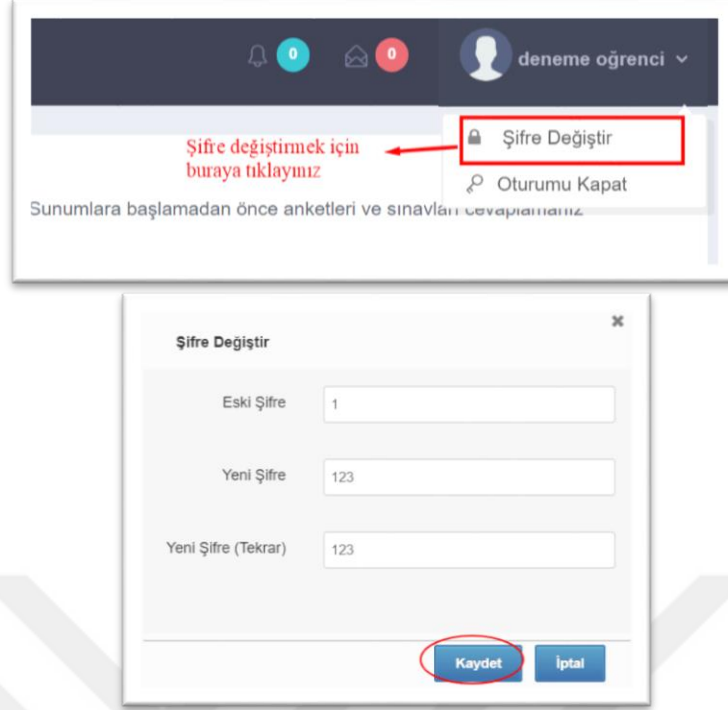 0 0 deneme oğrenci
Şifre Değiştir
Şifre değiştirmek için
buraya tıklayınız
Oturumu Kapat
Sunumlara başlamadan önce anketleri ve sınavları cevaplamanız
Şifre Değiştir
Eski Şifre 1
Yeni Şifre 123
Yeni Şifre (Tekrar) 123
Kaydet İptal